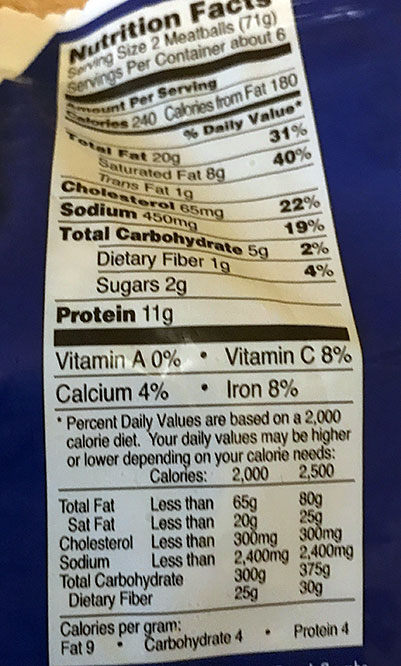 Nutrition Facts
Serving Size 2 Meatballs (71g)
Servings Per Container about 6
Amount Per Serving
Calories 240 Calories from Fat 180
% Daily Value*
Total Fat 20g 31%
Saturated Fat 8g 40%
Trans Fat 1g
Cholesterol 65mg 22%
Sodium 450mg 19%
Total Carbohydrate 5g 2%
Dietary Fiber 1g 4%
Sugars 2g
Protein 11g
Vitamin A 0% • Vitamin C 8%
Calcium 4% • Iron 8%
* Percent Daily Values are based on a 2,000
calorie diet. Your daily values may be higher
or lower depending on your calorie needs:
Calories: 2,000 2,500
Total Fat Less than 65g 80g
Sat Fat Less than 20g 25g
Cholesterol Less than 300mg 300mg
Sodium Less than 2,400mg 2,400mg
Total Carbohydrate 300g 375g
Dietary Fiber 25g 30g
Calories per gram:
Fat 9 • Carbohydrate 4 • Protein 4